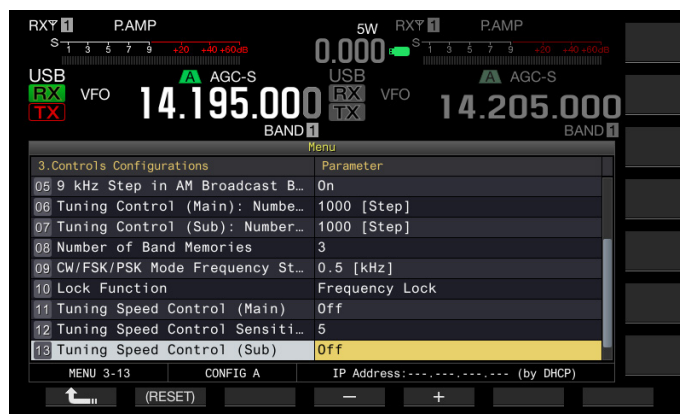 RX 1 P.AMP 5W RX 1 P.AMP
S 1 3 5 7 9 +20 +40 +60dB 0.000 S 1 3 5 7 9 +20 +40 +60dB
USB A AGC-S USB A AGC-S
RX TX VFO 14.195.000 RX TX VFO 14.205.000
BAND 1 BAND 1
Menu
3.Controls Configurations Parameter
05 9 kHz Step in AM Broadcast B… On
06 Tuning Control (Main): Numbe… 1000 [Step]
07 Tuning Control (Sub): Number… 1000 [Step]
08 Number of Band Memories 3
09 CW/FSK/PSK Mode Frequency St… 0.5 [kHz]
10 Lock Function Frequency Lock
11 Tuning Speed Control (Main) Off
12 Tuning Speed Control Sensiti… 5
13 Tuning Speed Control (Sub) Off
MENU 3-13 CONFIG A IP Address:---.---.---.--- (by DHCP)
(RESET) − +